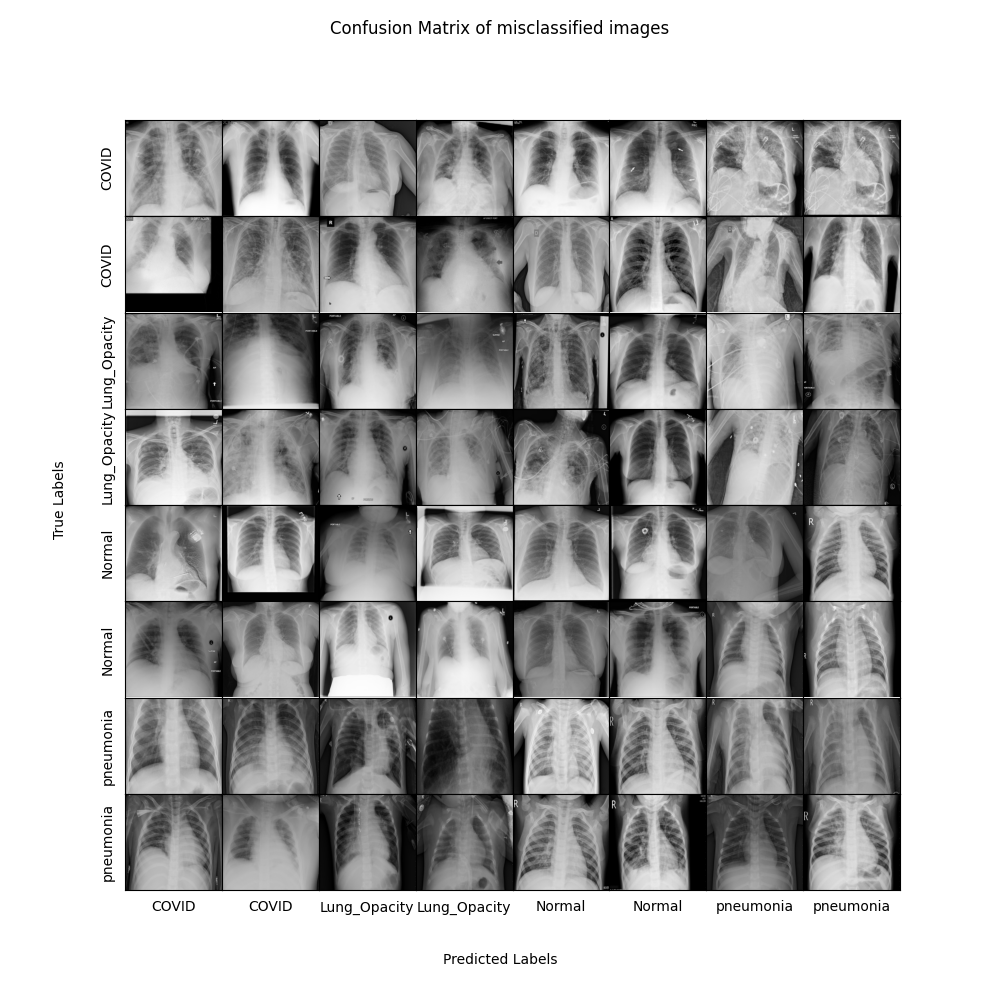 Confusion Matrix of misclassified images
True Labels
COVID
COVID
Lung_Opacity
Lung_Opacity
Normal
Normal
pneumonia
pneumonia
COVID COVID Lung_Opacity Lung_Opacity Normal Normal pneumonia pneumonia
Predicted Labels
R
R
R